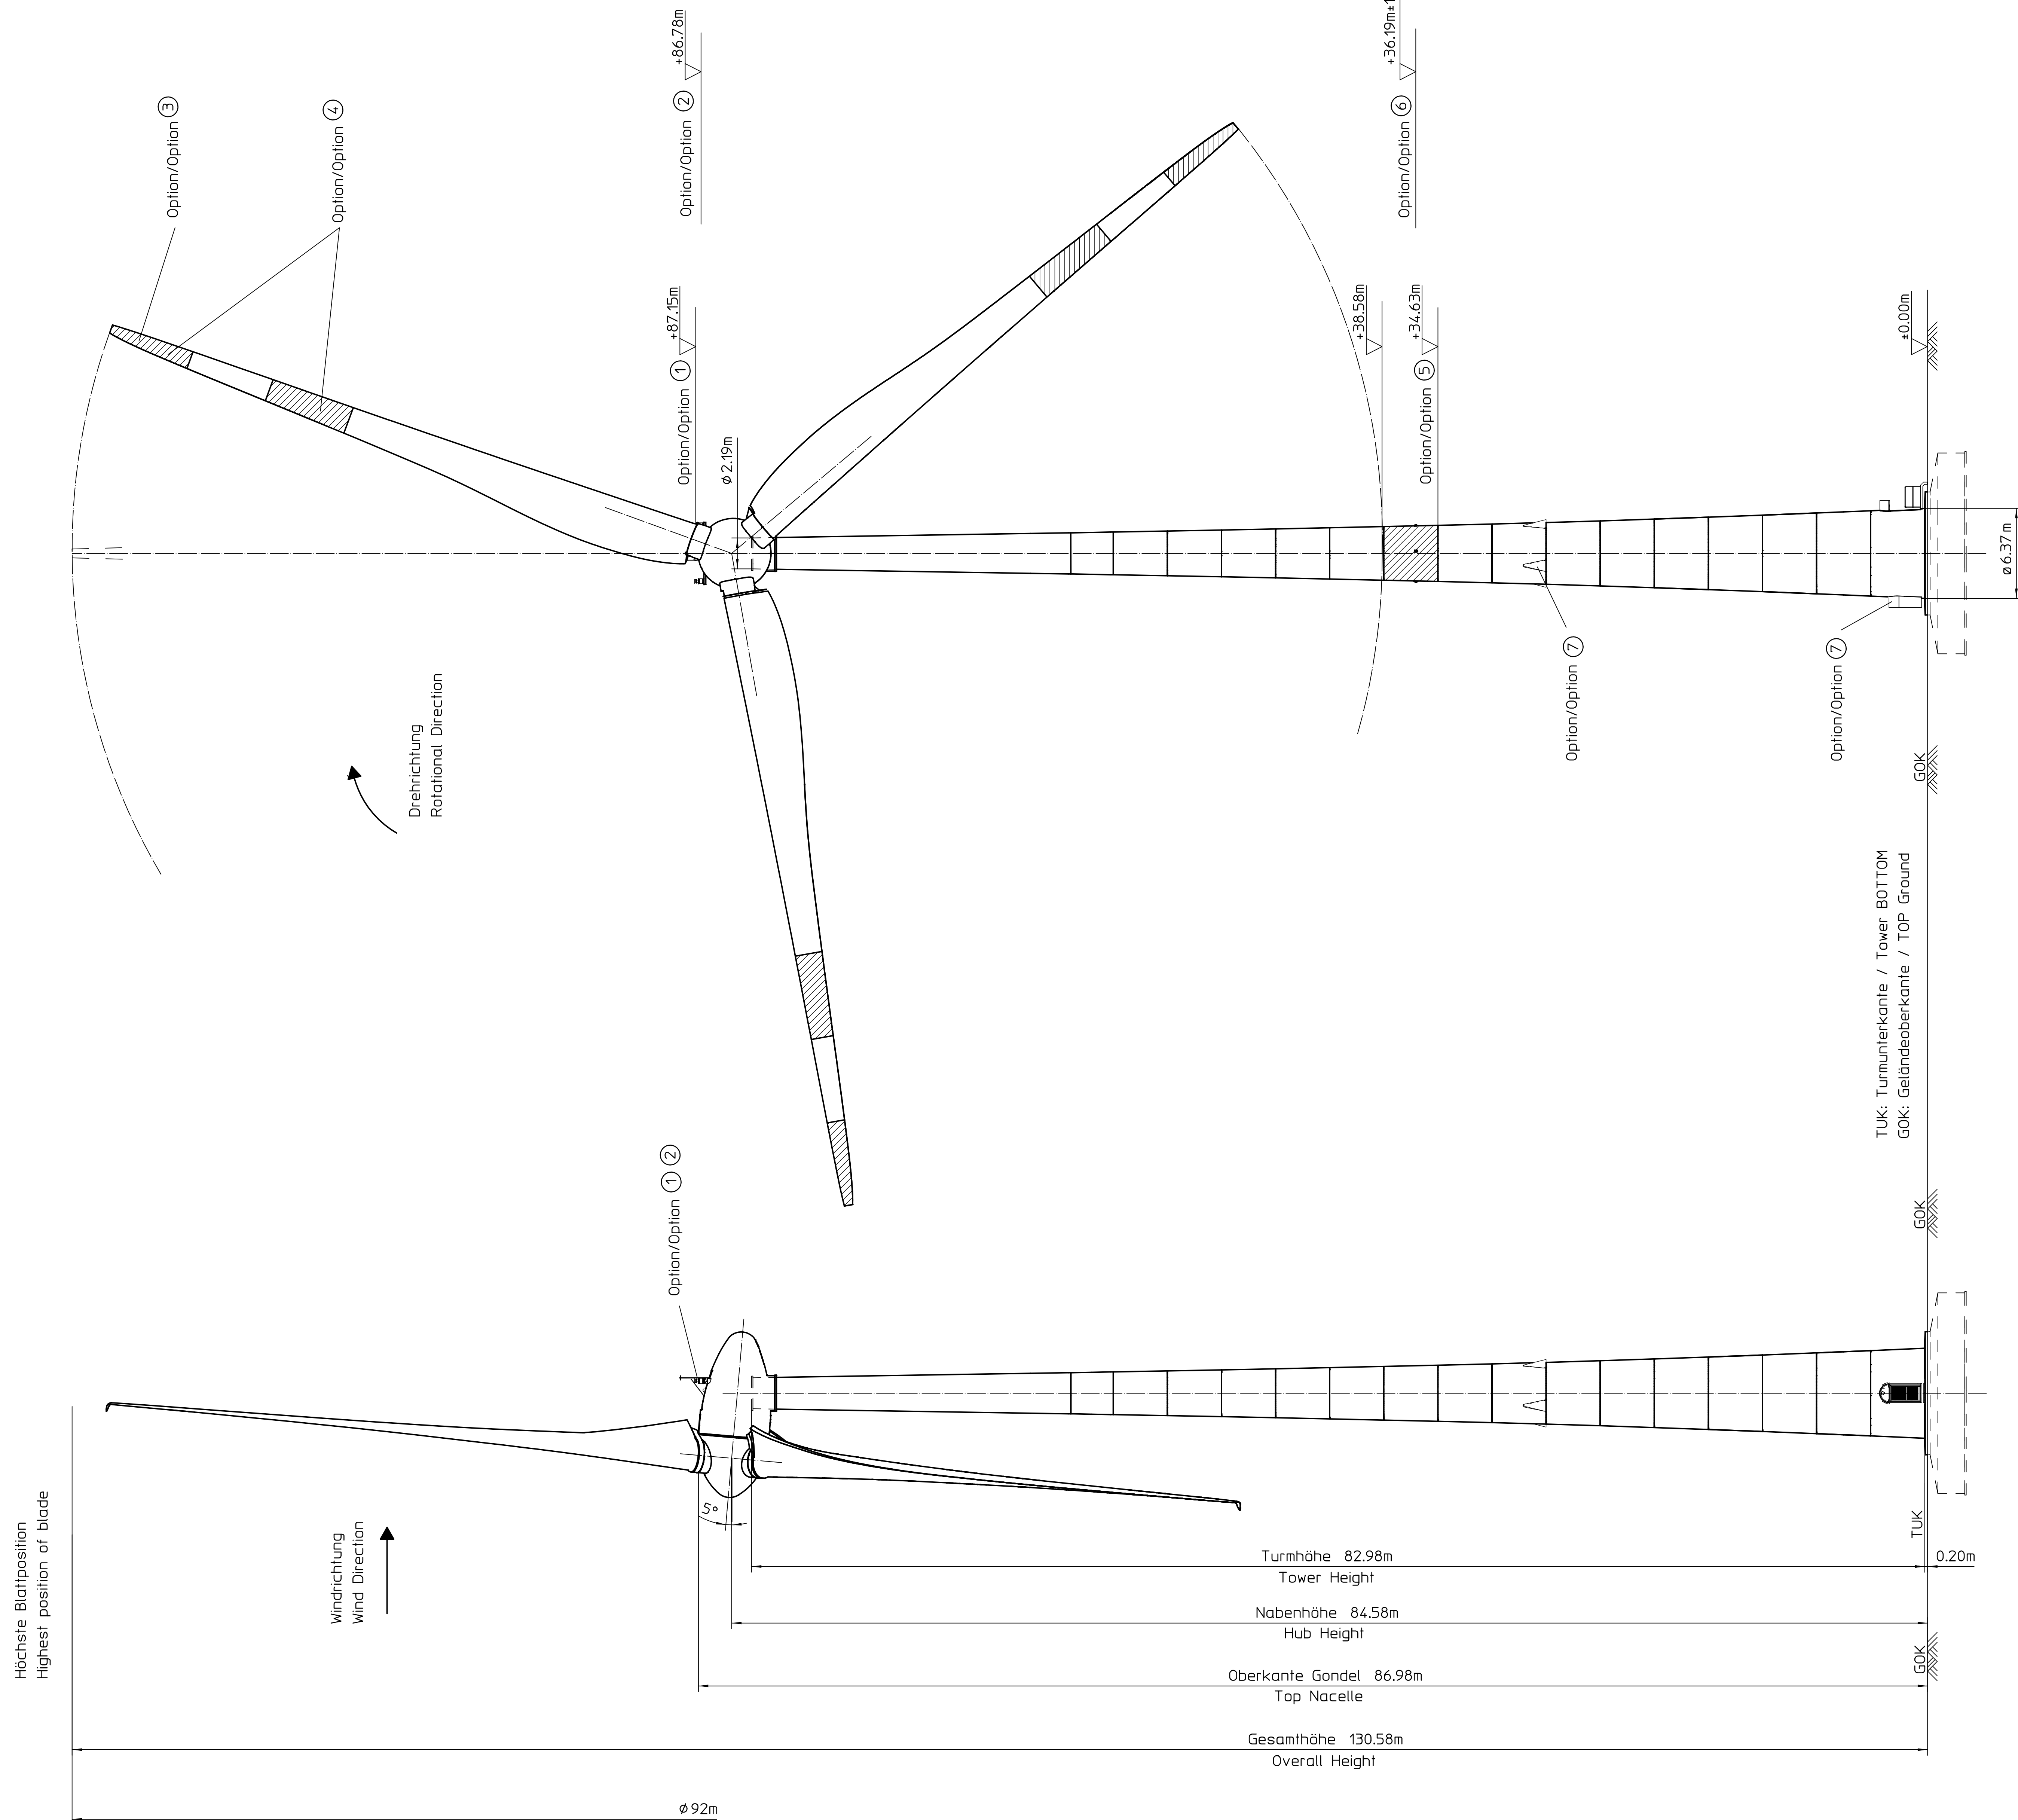 Option/Option 3
Option/Option 4
Option/Option 2
+86.78m
Option/Option 6
+36.19m±1
Option/Option 1
+87.15m
ø 2.19m
+38.58m
Option/Option 5
+34.63m
±0.00m
Option/Option 7
Option/Option 7
ø6.37 m
Drehrichtung
Rotational Direction
GOK
TUK: Turmunterkante / Tower BOTTOM
GOK: Geländeoberkante / TOP Ground
Option/Option 1 2
GOK
Höchste Blattposition
Highest position of blade
Windrichtung
Wind Direction
5°
TUK
Turmhöhe 82.98m
Tower Height
0.20m
Nabenhöhe 84.58m
Hub Height
GOK
Oberkante Gondel 86.98m
Top Nacelle
Gesamthöhe 130.58m
Overall Height
ø92m